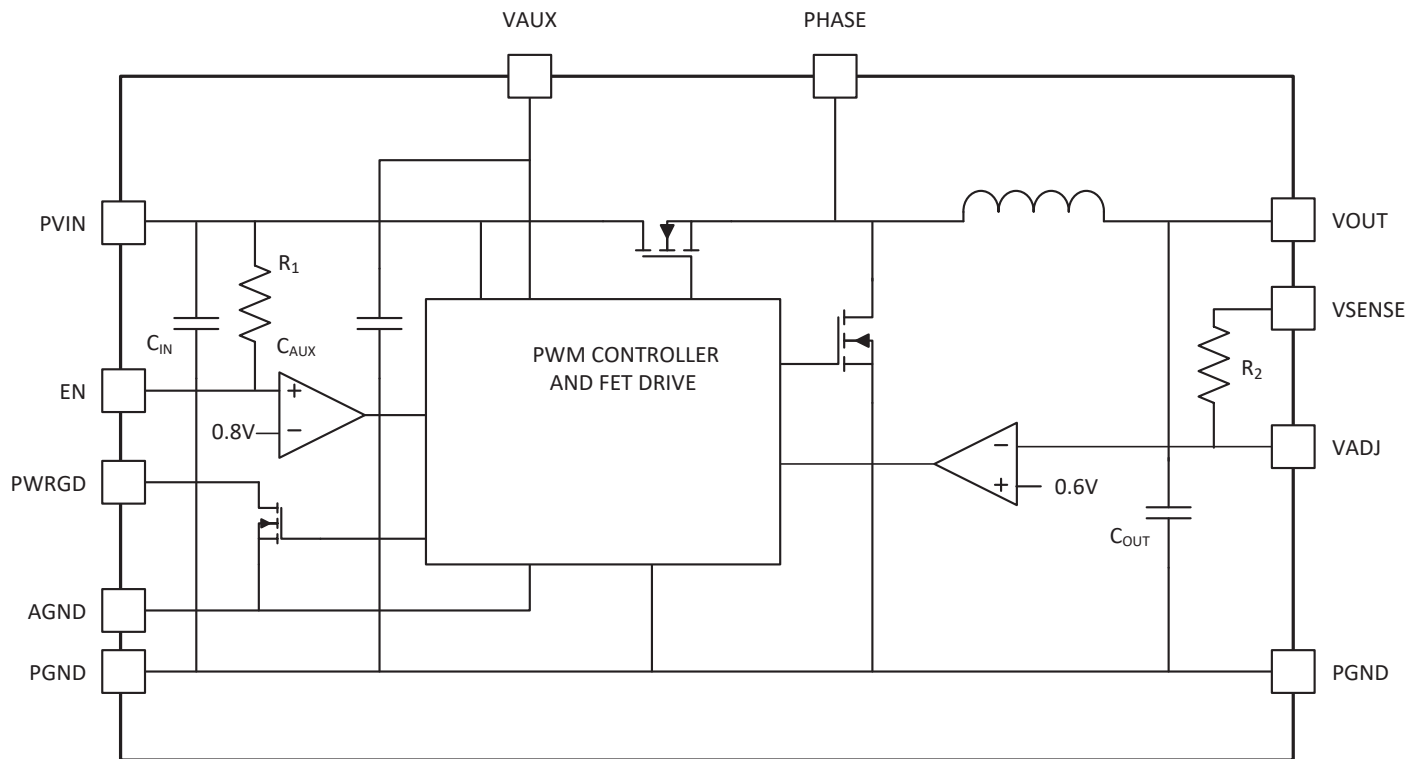 VAUX
PHASE
PVIN
VOUT
R1
VSENSE
CIN
CAUX
PWM CONTROLLER
AND FET DRIVE
R2
EN
+
0.8V
−
VADJ
−
+
0.6V
PWRGD
COUT
AGND
PGND
PGND